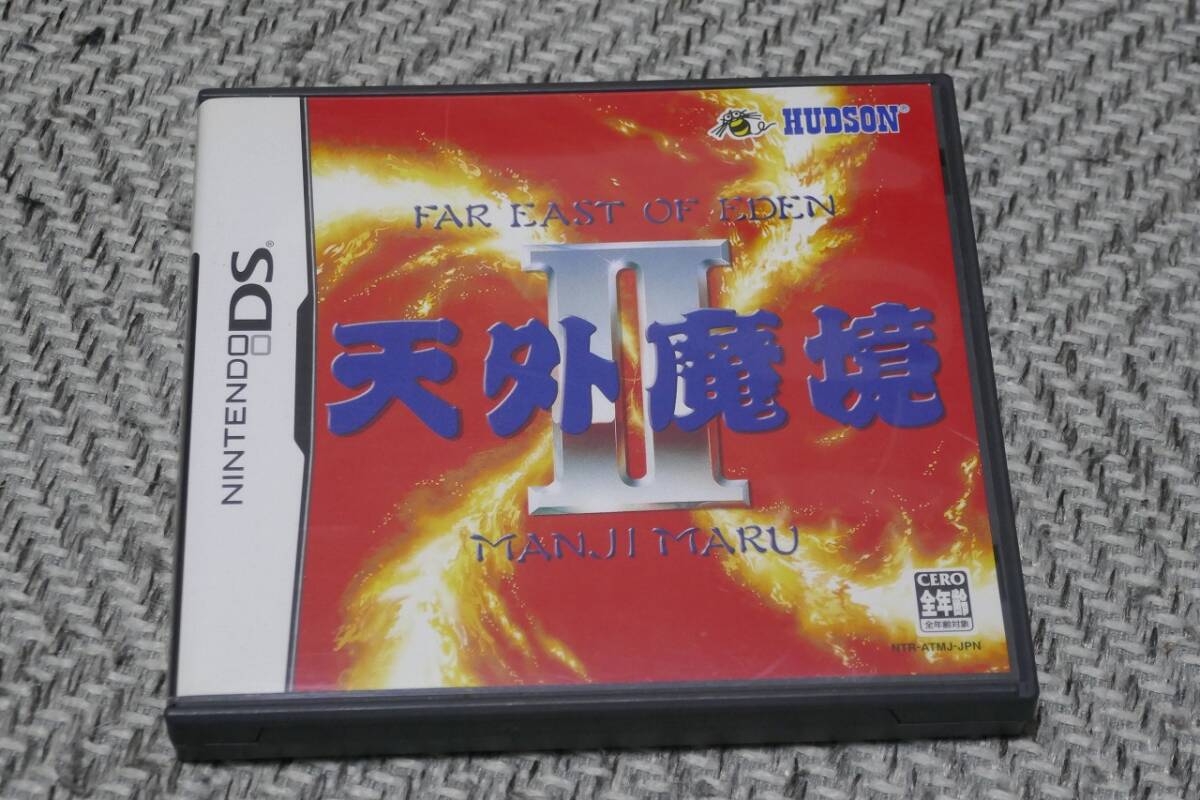 NINTENDO DS®
HUDSON®
FAR EAST OF EDEN
II
天外魔境
MANJI MARU
CERO
全年齢
全年齢対象
NTR-ATMJ-JPN